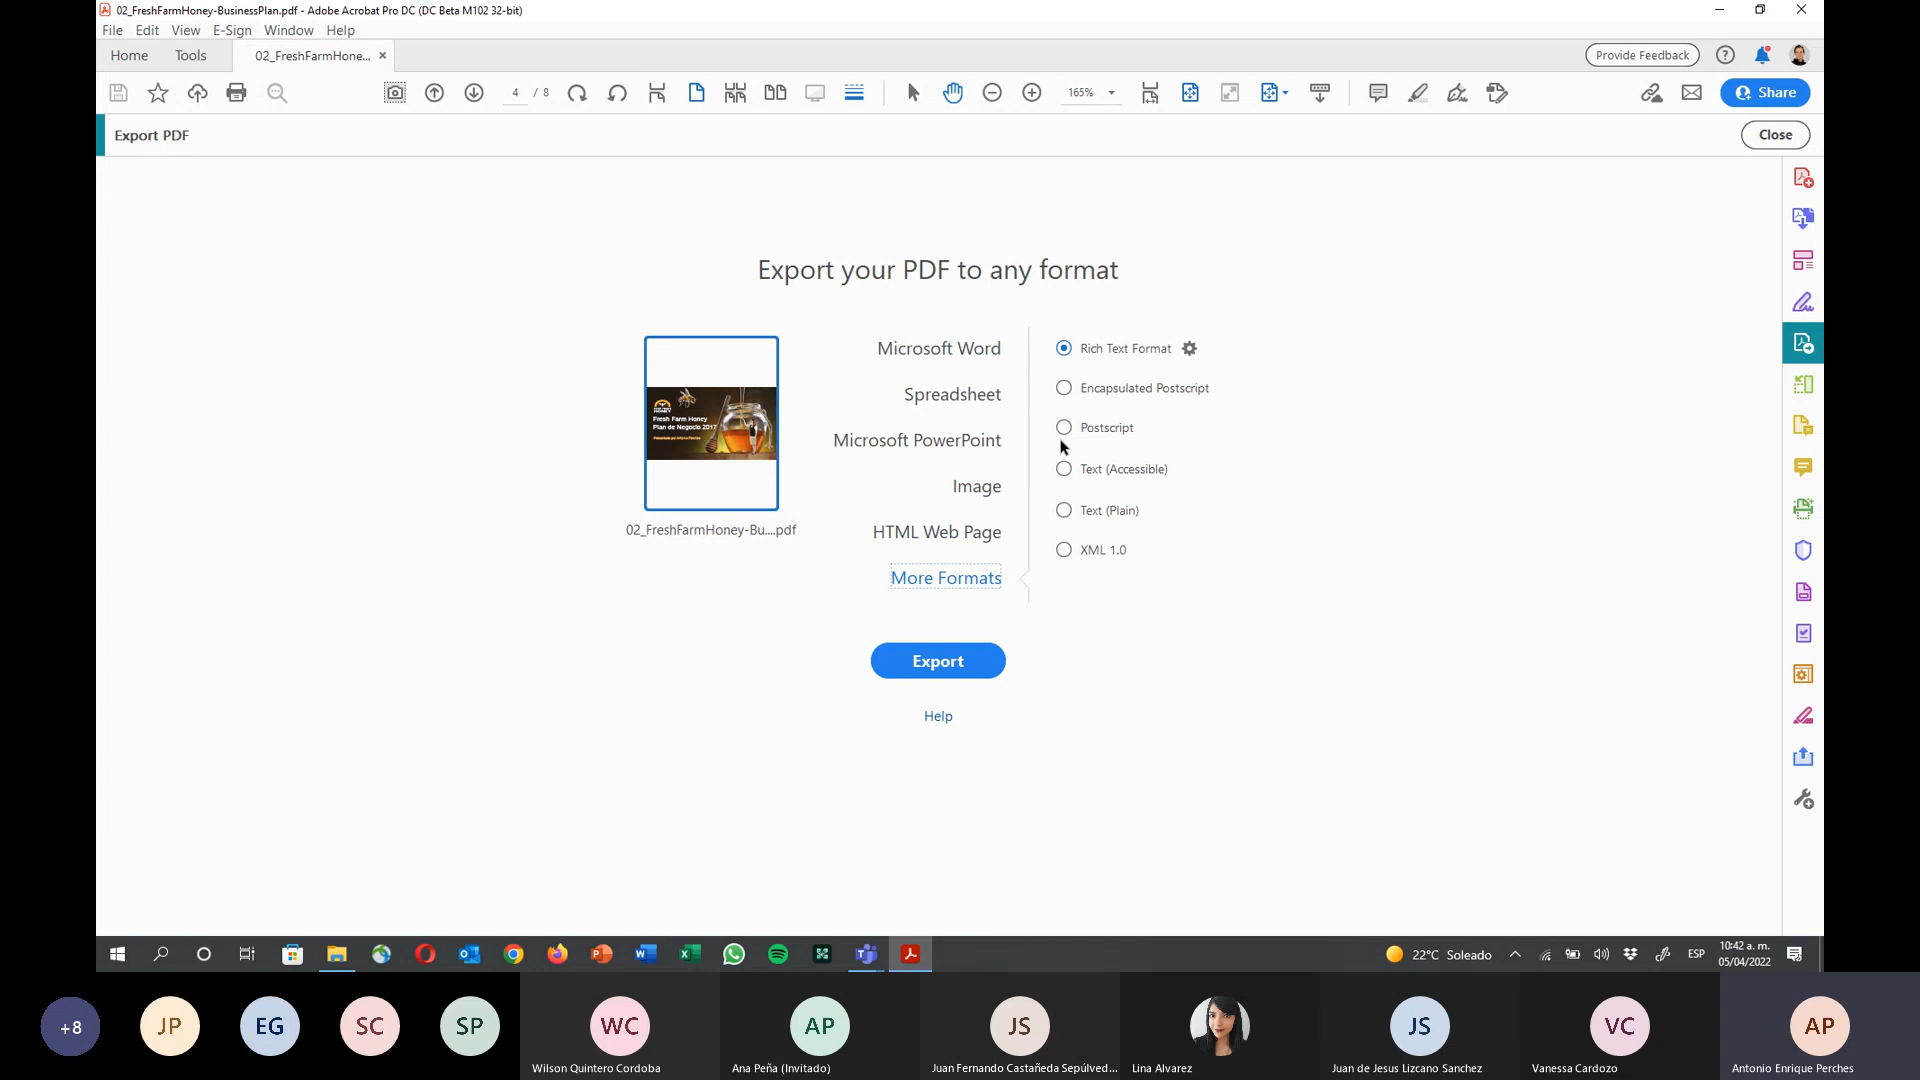 02_FreshFarmHoney-BusinessPlan.pdf - Adobe Acrobat Pro DC (DC Beta M102 32-bit)
File Edit View E-Sign Window Help
Home Tools 02_FreshFarmHone... ×
Provide Feedback
4 / 8
165%
Share
Export PDF
Close
Export your PDF to any format
Fresh Farm Honey
Plan de Negocio 2017
02_FreshFarmHoney-Bu....pdf
Microsoft Word
Spreadsheet
Microsoft PowerPoint
Image
HTML Web Page
More Formats
Rich Text Format
Encapsulated Postscript
Postscript
Text (Accessible)
Text (Plain)
XML 1.0
Export
Help
22°C Soleado
ESP
10:42 a. m.
05/04/2022
+8
JP
EG
SC
SP
WC
AP
JS
JS
VC
AP
Wilson Quintero Cordoba
Ana Peña (Invitado)
Juan Fernando Castañeda Sepúlved...
Lina Alvarez
Juan de Jesus Lizcano Sanchez
Vanessa Cardozo
Antonio Enrique Perches